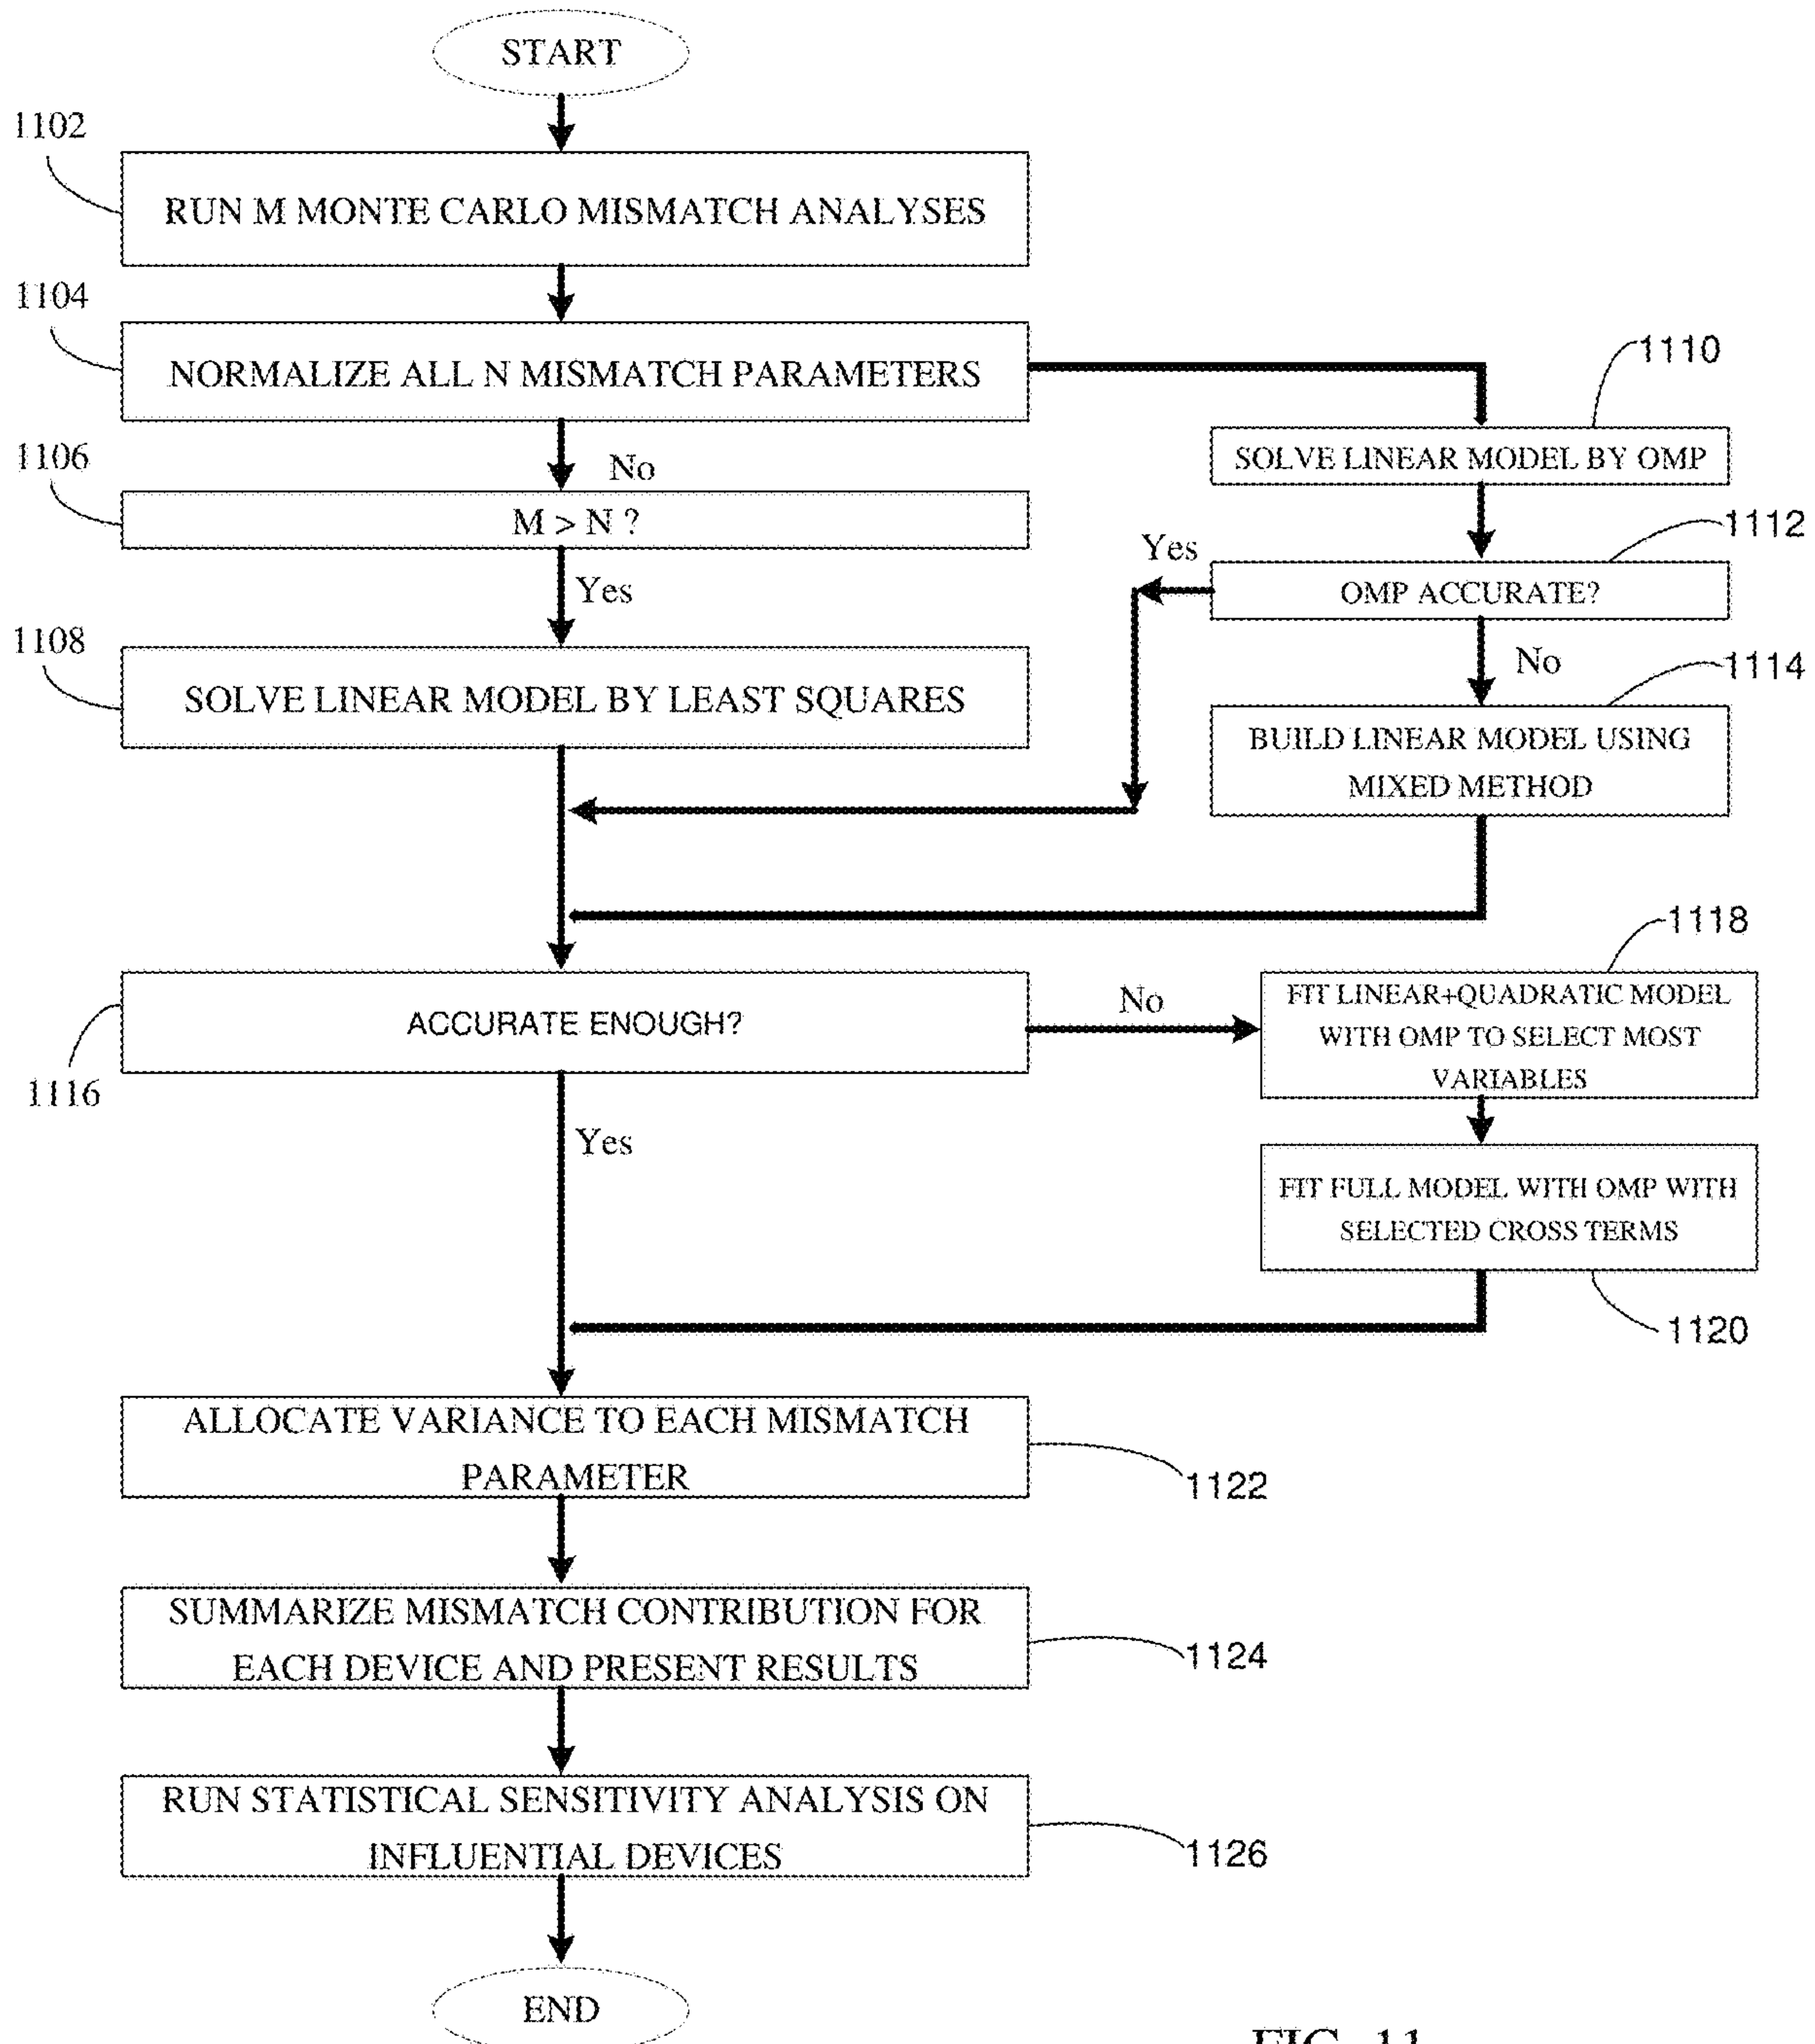 START
1102
RUN M MONTE CARLO MISMATCH ANALYSES
1104
NORMALIZE ALL N MISMATCH PARAMETERS
1110
SOLVE LINEAR MODEL BY OMP
No
1106
M > N ?
1112
Yes
OMP ACCURATE?
Yes
1108
SOLVE LINEAR MODEL BY LEAST SQUARES
No
1114
BUILD LINEAR MODEL USING
MIXED METHOD
1118
ACCURATE ENOUGH?
1116
No
FIT LINEAR+QUADRATIC MODEL
WITH OMP TO SELECT MOST
VARIABLES
Yes
FIT FULL MODEL WITH OMP WITH
SELECTED CROSS TERMS
1120
ALLOCATE VARIANCE TO EACH MISMATCH
PARAMETER
1122
SUMMARIZE MISMATCH CONTRIBUTION FOR
EACH DEVICE AND PRESENT RESULTS
1124
RUN STATISTICAL SENSITIVITY ANALYSIS ON
INFLUENTIAL DEVICES
1126
END
FIG. 11